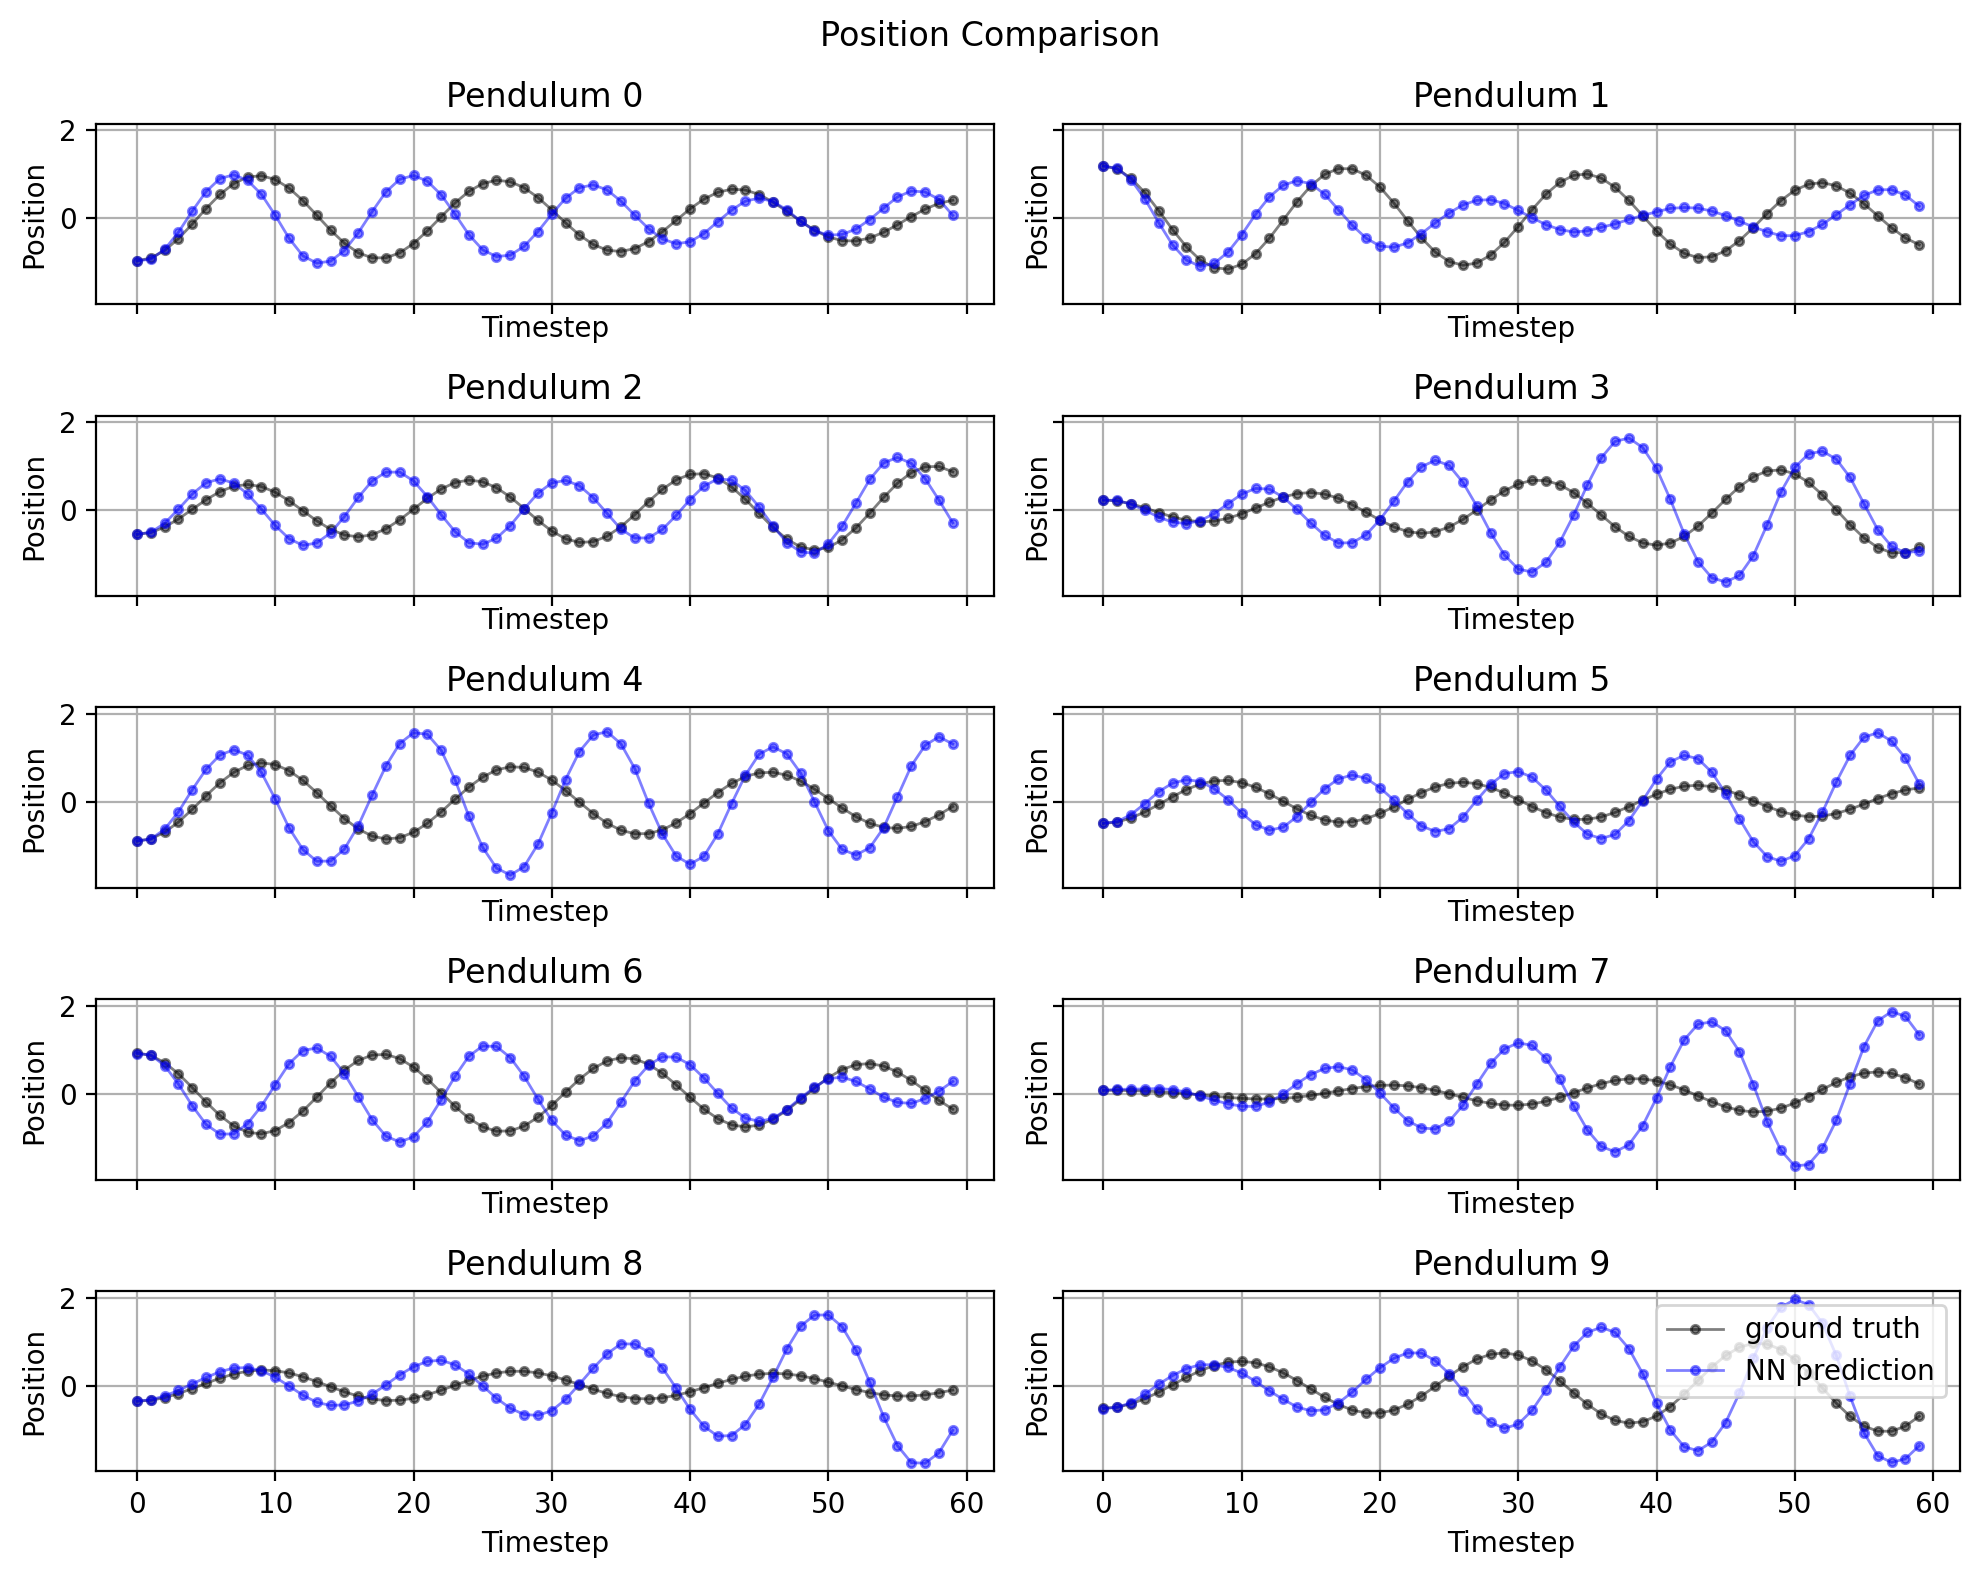 Position Comparison
Pendulum 0
Pendulum 1
2
0
Position
Position
Timestep
Timestep
Pendulum 2
Pendulum 3
2
0
Position
Position
Timestep
Timestep
Pendulum 4
Pendulum 5
2
0
Position
Position
Timestep
Timestep
Pendulum 6
Pendulum 7
2
0
Position
Position
Timestep
Timestep
Pendulum 8
Pendulum 9
2
0
Position
Position
ground truth
NN prediction
0 10 20 30 40 50 60
0 10 20 30 40 50 60
Timestep
Timestep